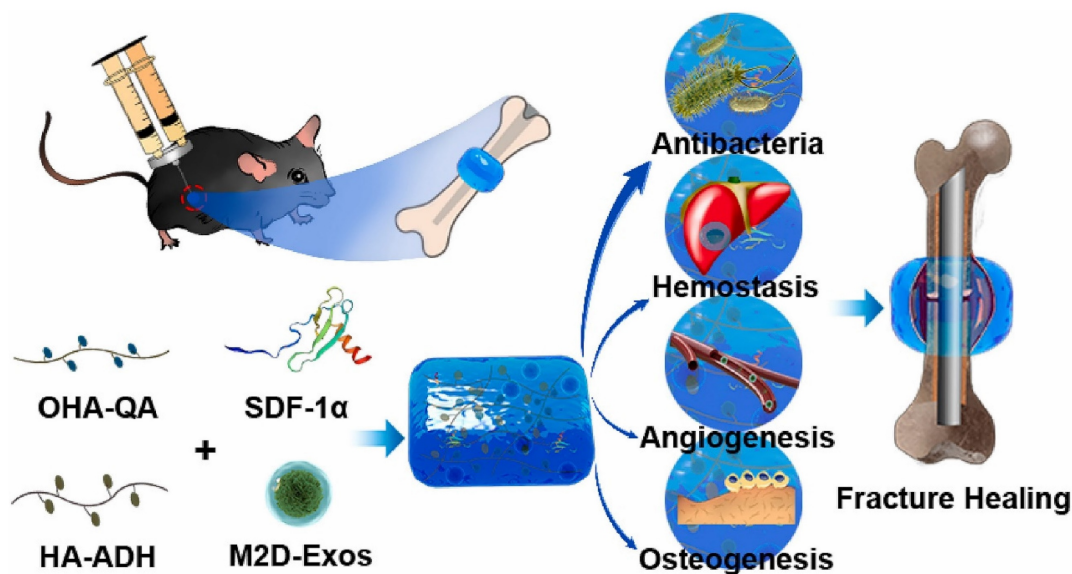 Antibacteria
Hemostasis
OHA-QA
SDF-1α
+
Angiogenesis
HA-ADH
M2D-Exos
Osteogenesis
Fracture Healing